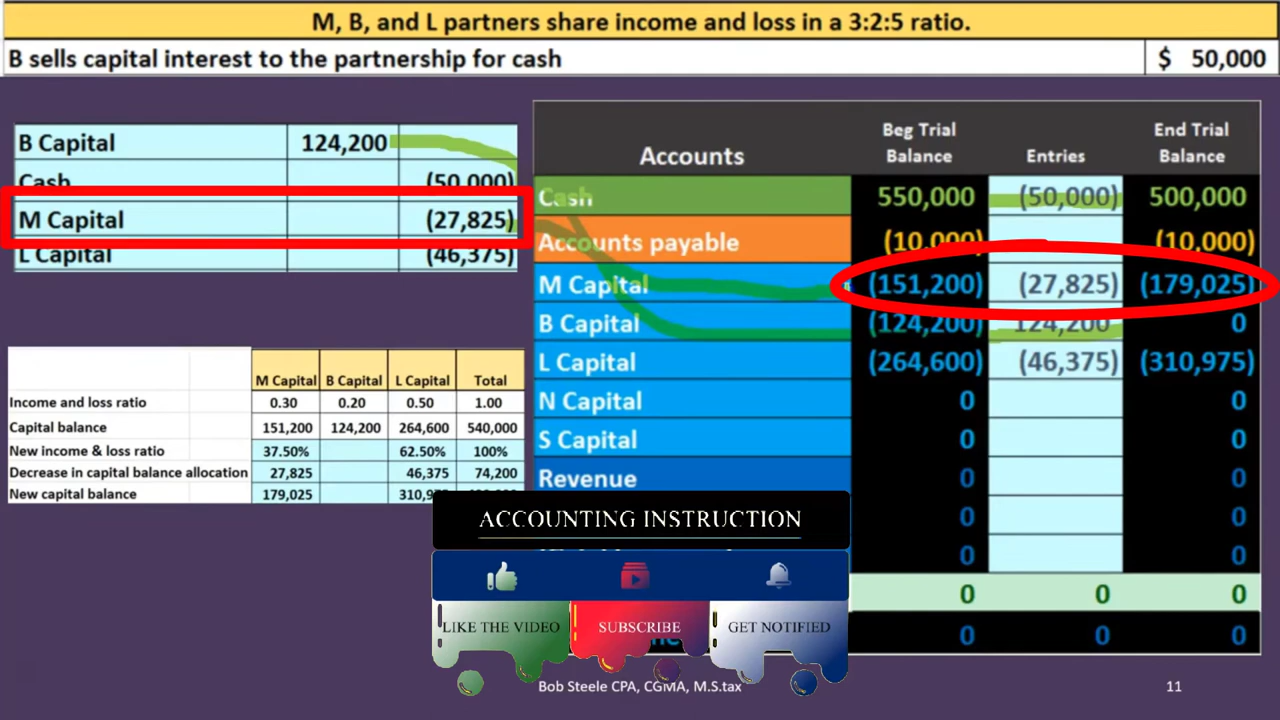 M, B, and L partners share income and loss in a 3:2:5 ratio.
B sells capital interest to the partnership for cash $ 50,000
B Capital 124,200
Cash (50,000)
M Capital (27,825)
L Capital (46,375)
M Capital B Capital L Capital Total
Income and loss ratio 0.30 0.20 0.50 1.00
Capital balance 151,200 124,200 264,600 540,000
New income & loss ratio 37.50% 62.50% 100%
Decrease in capital balance allocation 27,825 46,375 74,200
New capital balance 179,025
Accounts Beg Trial Balance Entries End Trial Balance
Cash 550,000 (50,000) 500,000
Accounts payable (10,000) (10,000)
M Capital (151,200) (27,825) (179,025)
B Capital (124,200) 124,200 0
L Capital (264,600) (46,375) (310,975)
N Capital 0 0
S Capital 0 0
Revenue 0 0
0 0
0 0
0 0 0
0 0 0
ACCOUNTING INSTRUCTION
LIKE THE VIDEO SUBSCRIBE GET NOTIFIED
Bob Steele CPA, CGMA, M.S.tax 11